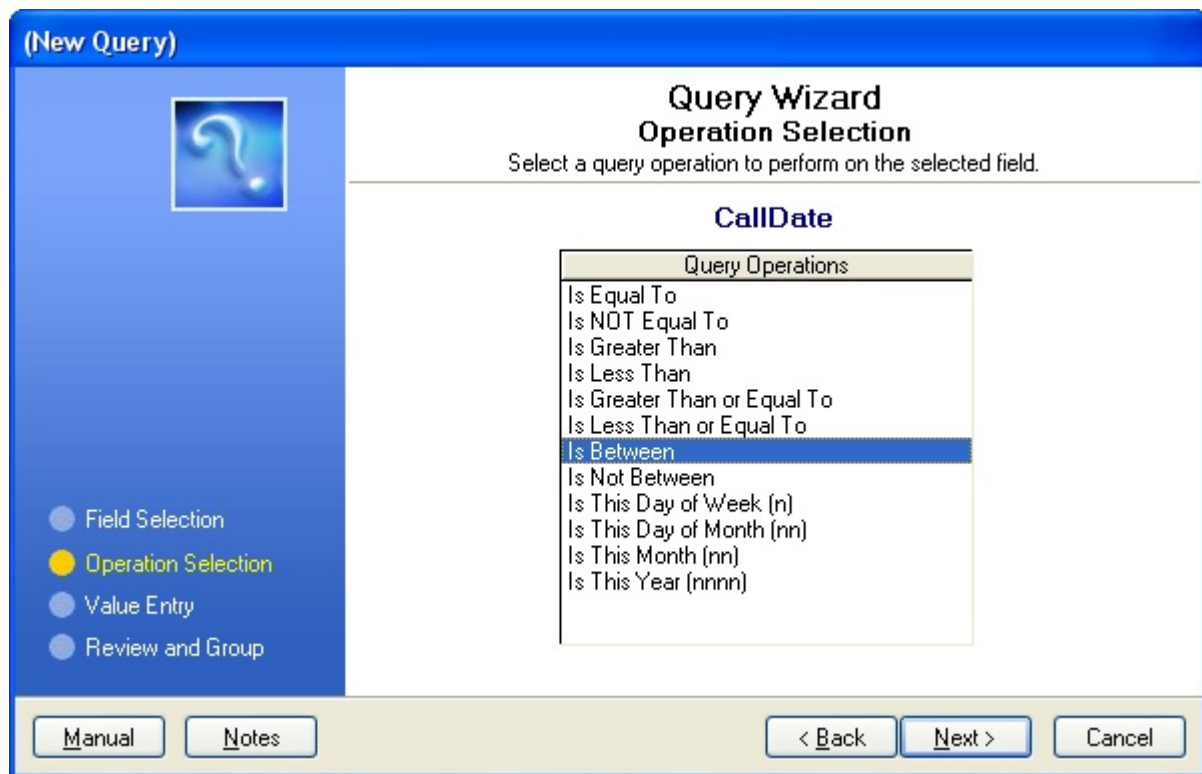 (New Query)
Query Wizard
Operation Selection
Select a query operation to perform on the selected field.
CallDate
Query Operations
Is Equal To
Is NOT Equal To
Is Greater Than
Is Less Than
Is Greater Than or Equal To
Is Less Than or Equal To
Is Between
Is Not Between
Is This Day of Week (n)
Is This Day of Month (nn)
Is This Month (nn)
Is This Year (nnnn)
Field Selection
Operation Selection
Value Entry
Review and Group
Manual Notes < Back Next > Cancel